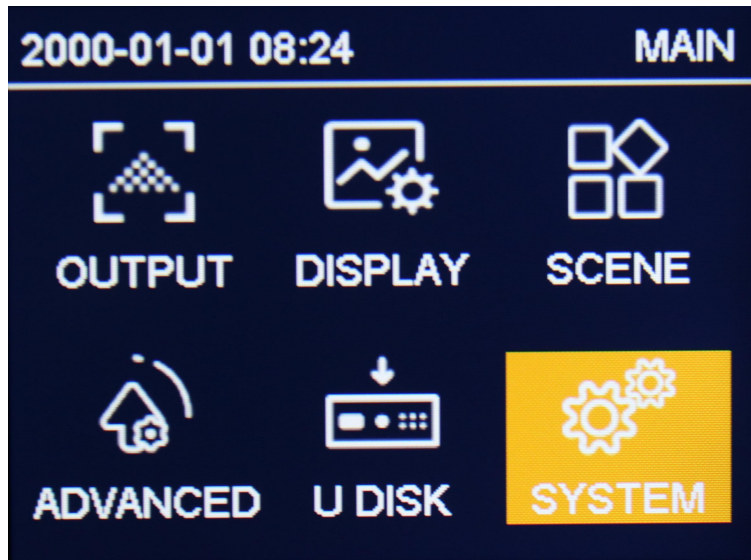 2000-01-01 08:24 MAIN
OUTPUT DISPLAY SCENE
ADVANCED U DISK SYSTEM